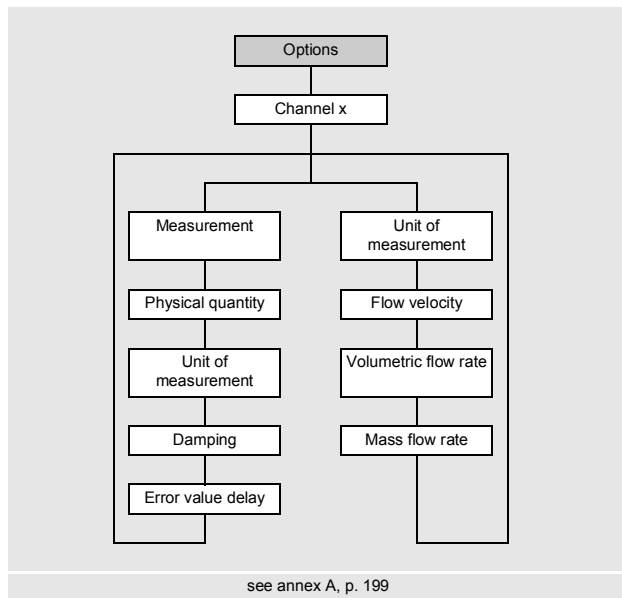 Options
Channel x
Measurement
Physical quantity
Unit of
measurement
Damping
Error value delay
Unit of
measurement
Flow velocity
Volumetric flow rate
Mass flow rate
see annex A, p. 199